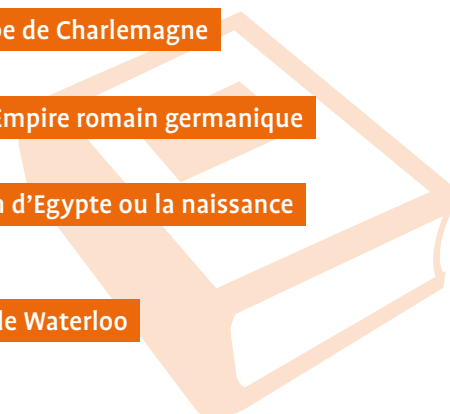 pe de Charlemagne
Empire romain germanique
n d’Egypte ou la naissance
de Waterloo